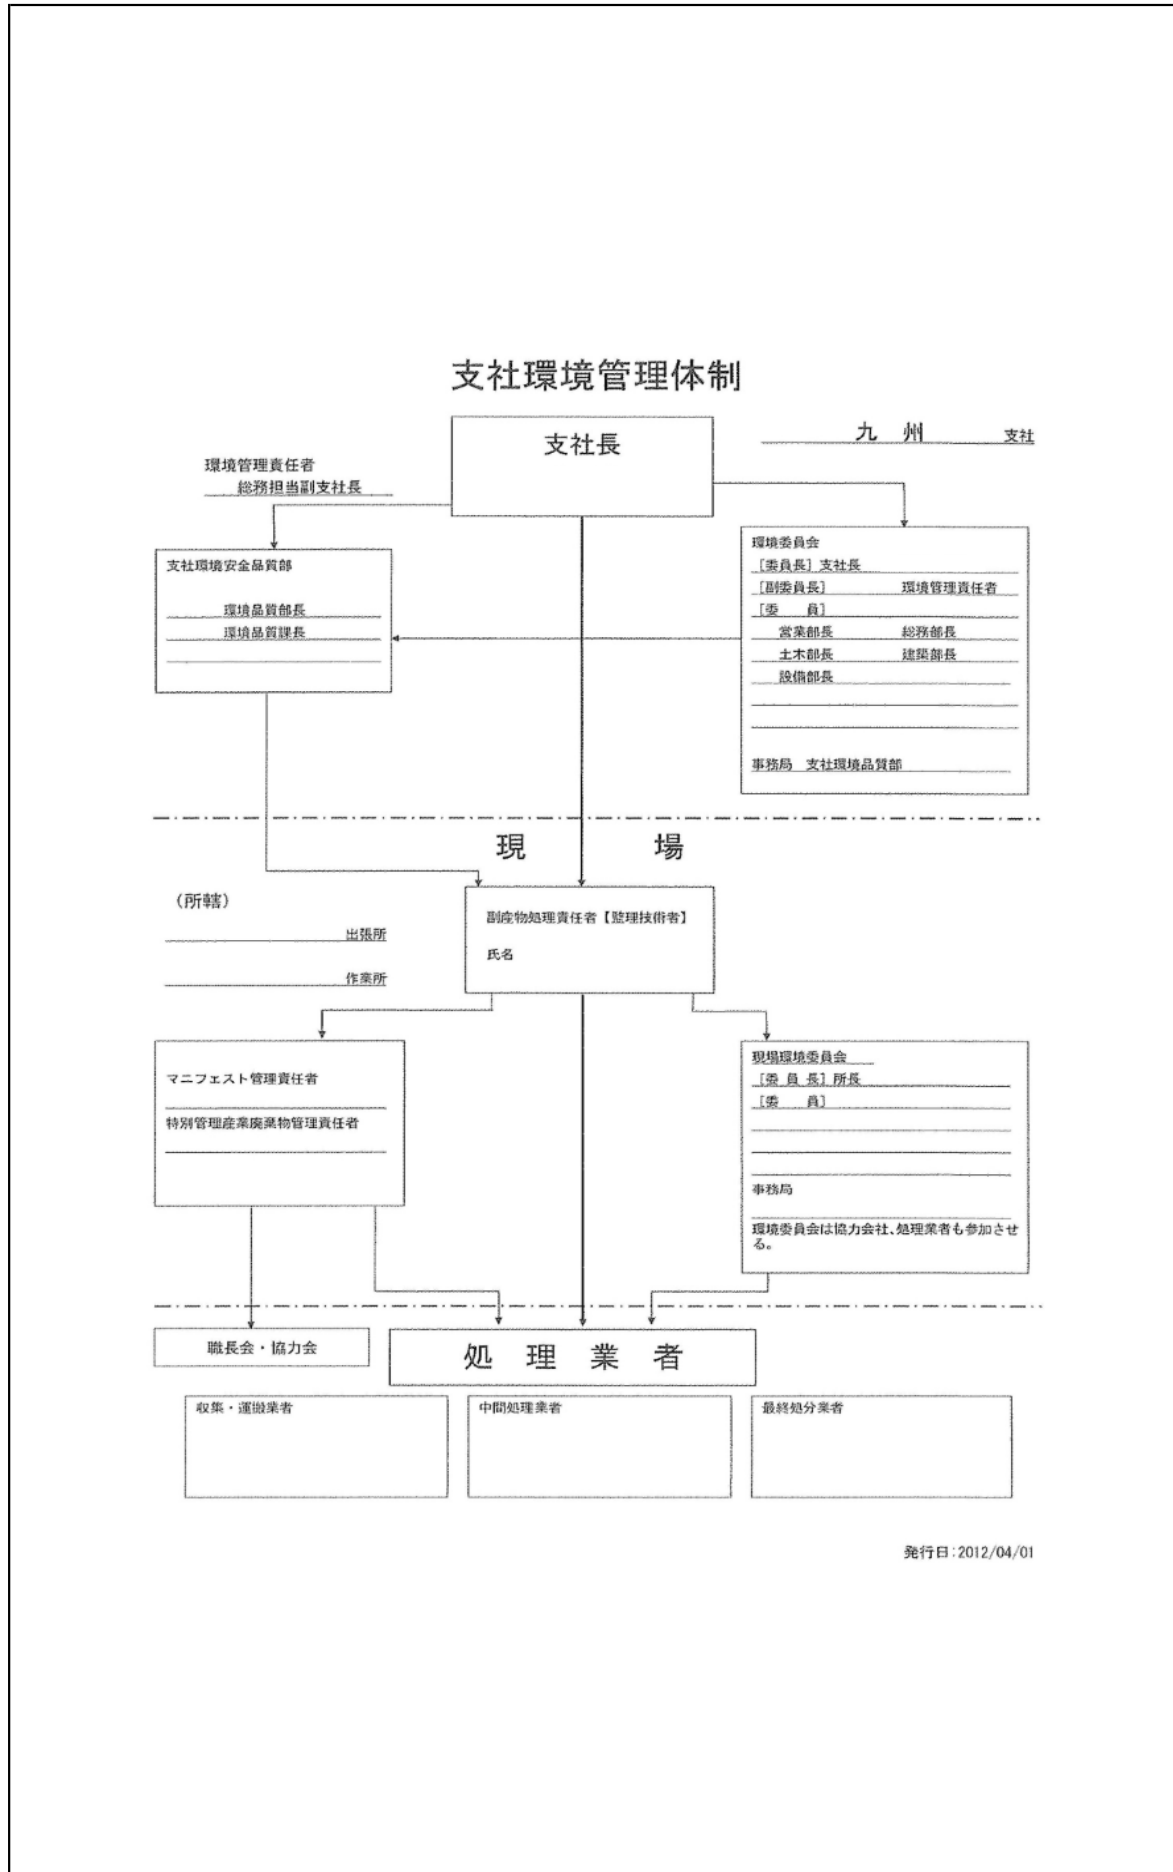 支社環境管理体制
支社長
九 州 支社
環境管理責任者
総務担当副支社長
支社環境安全品質部
環境品質部長
環境品質課長
環境委員会
[委員長] 支社長
[副委員長] 環境管理責任者
[委 員]
営業部長 総務部長
土木部長 建築部長
設備部長
事務局 支社環境品質部
現 場
(所轄)
出張所
作業所
副産物処理責任者【監理技術者】
氏名
マニフェスト管理責任者
特別管理産業廃棄物管理責任者
現場環境委員会
[委 員 長] 所長
[委 員]
事務局
環境委員会は協力会社、処理業者も参加させ
る。
職長会・協力会
処 理 業 者
収集・運搬業者
中間処理業者
最終処分業者
発行日:2012/04/01